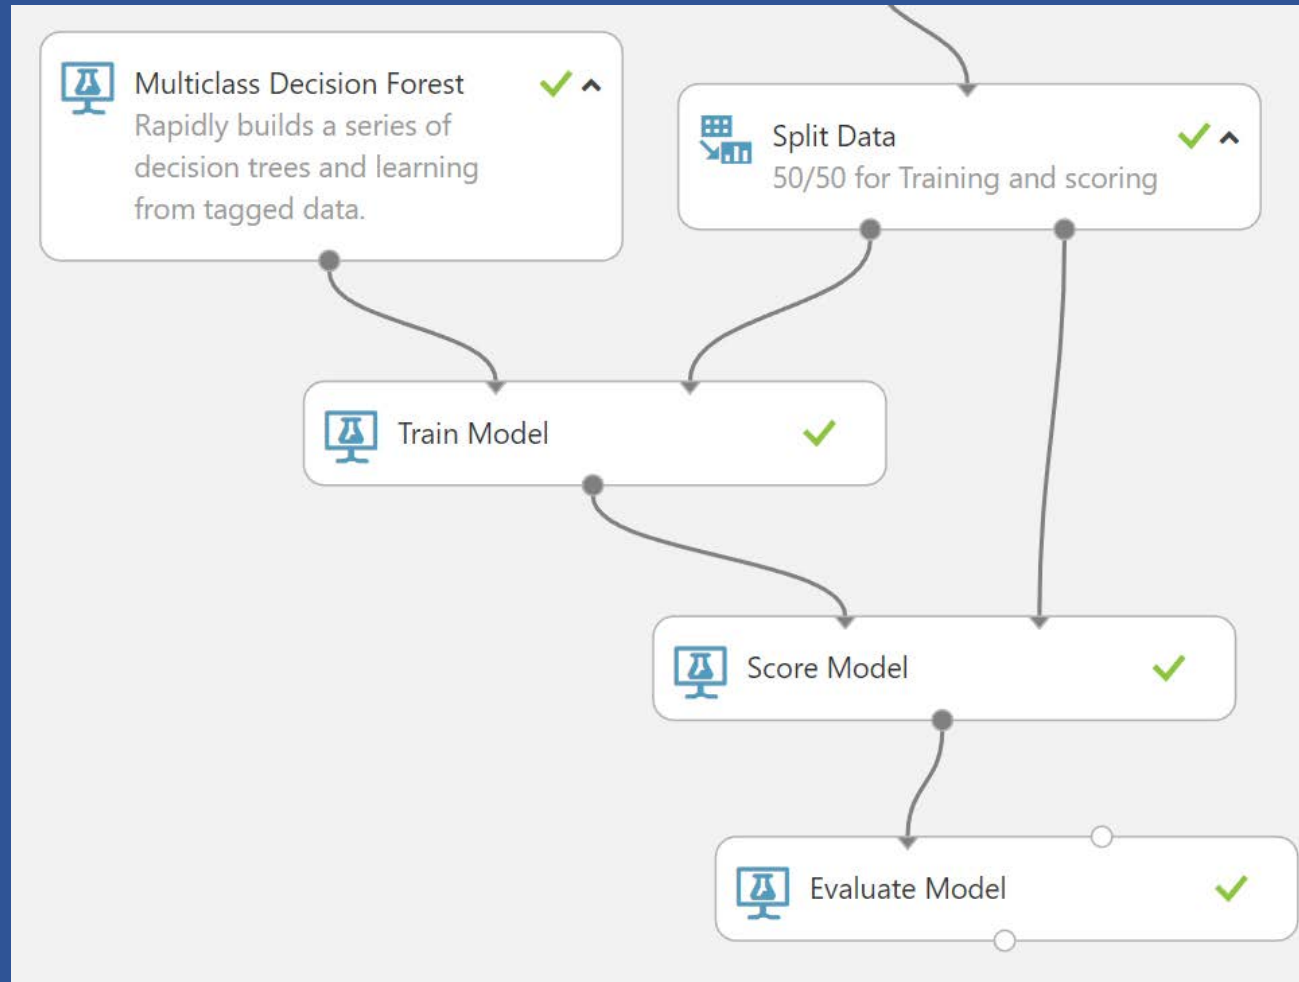 Multiclass Decision Forest
Rapidly builds a series of
decision trees and learning
from tagged data.
Split Data
50/50 for Training and scoring
Train Model
Score Model
Evaluate Model